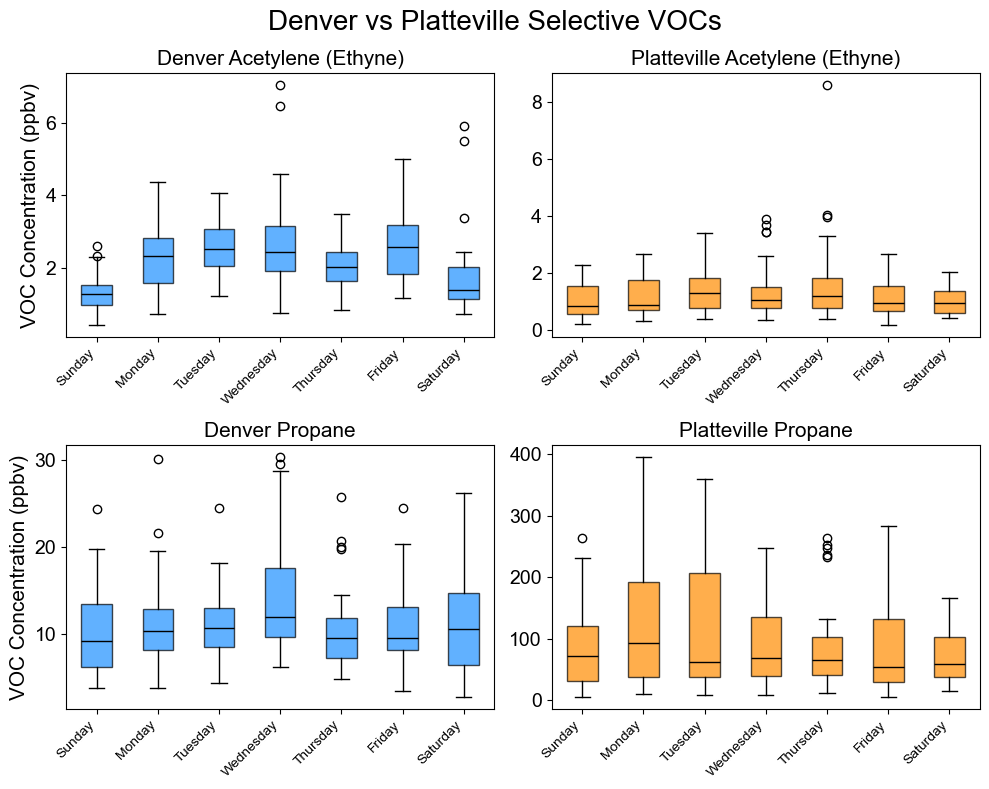 Denver vs Platteville Selective VOCs
Denver Acetylene (Ethyne)
VOC Concentration (ppbv)
6
4
2
Sunday
Monday
Tuesday
Wednesday
Thursday
Friday
Saturday
Platteville Acetylene (Ethyne)
8
6
4
2
0
Sunday
Monday
Tuesday
Wednesday
Thursday
Friday
Saturday
Denver Propane
VOC Concentration (ppbv)
30
20
10
Sunday
Monday
Tuesday
Wednesday
Thursday
Friday
Saturday
Platteville Propane
400
300
200
100
0
Sunday
Monday
Tuesday
Wednesday
Thursday
Friday
Saturday